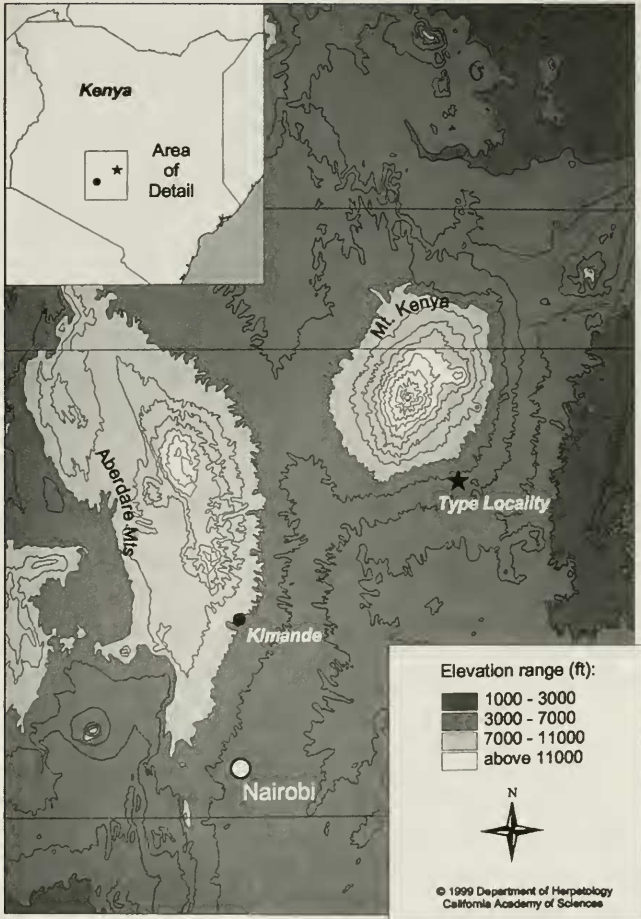 Kenya
Area
of
Detail
Mt. Kenya
Aberdare Mts
Type Locality
Kimande
Nairobi
Elevation range (ft):
1000 - 3000
3000 - 7000
7000 - 11000
above 11000
N
© 1999 Department of Herpetology
California Academy of Sciences